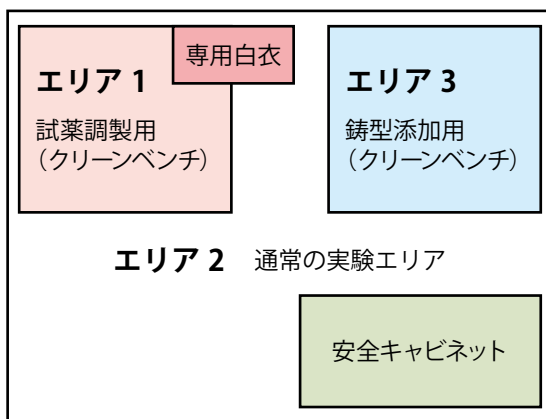 専用白衣
エリア 1
試薬調製用
（クリーンベンチ）
エリア 3
鋳型添加用
（クリーンベンチ）
エリア 2 通常の実験エリア
安全キャビネット